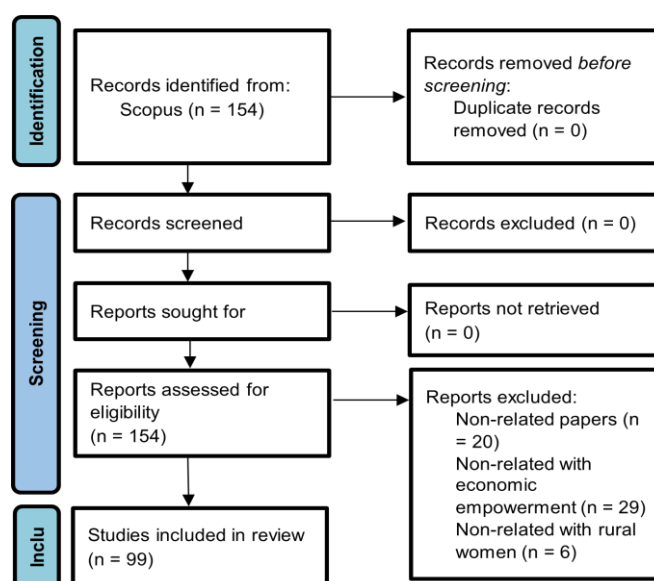 Identification
Records identified from:
Scopus (n = 154)
Records removed before
screening:
Duplicate records
removed (n = 0)
Screening
Records screened
Records excluded (n = 0)
Reports sought for
Reports not retrieved
(n = 0)
Reports assessed for
eligibility
(n = 154)
Reports excluded:
Non-related papers (n
= 20)
Non-related with
economic
empowerment (n = 29)
Non-related with rural
women (n = 6)
Inclu
Studies included in review
(n = 99)